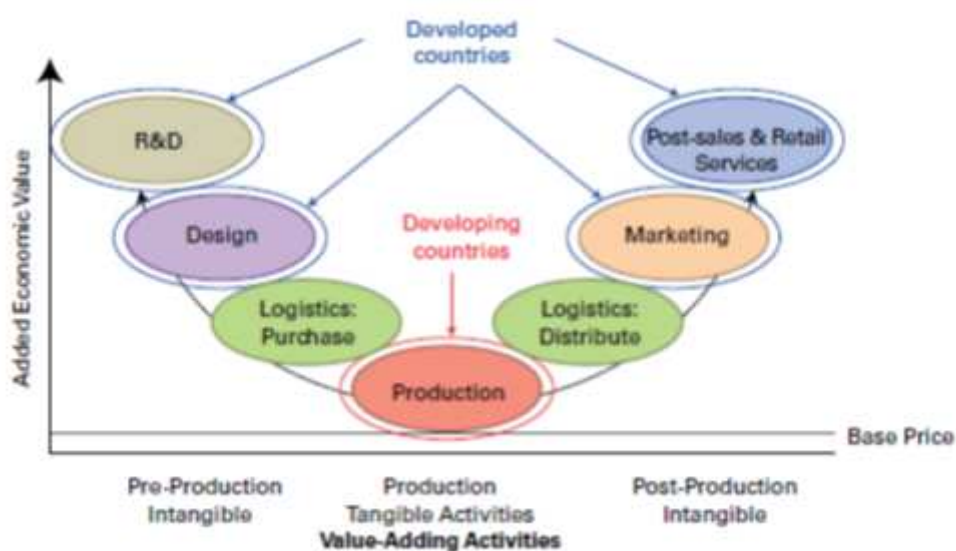 Developed
countries
R&D
Post-sales & Retail
Services
Design
Developing
countries
Marketing
Logistics:
Purchase
Logistics:
Distribute
Production
Added Economic Value
Base Price
Pre-Production
Intangible
Production
Tangible Activities
Value-Adding Activities
Post-Production
Intangible